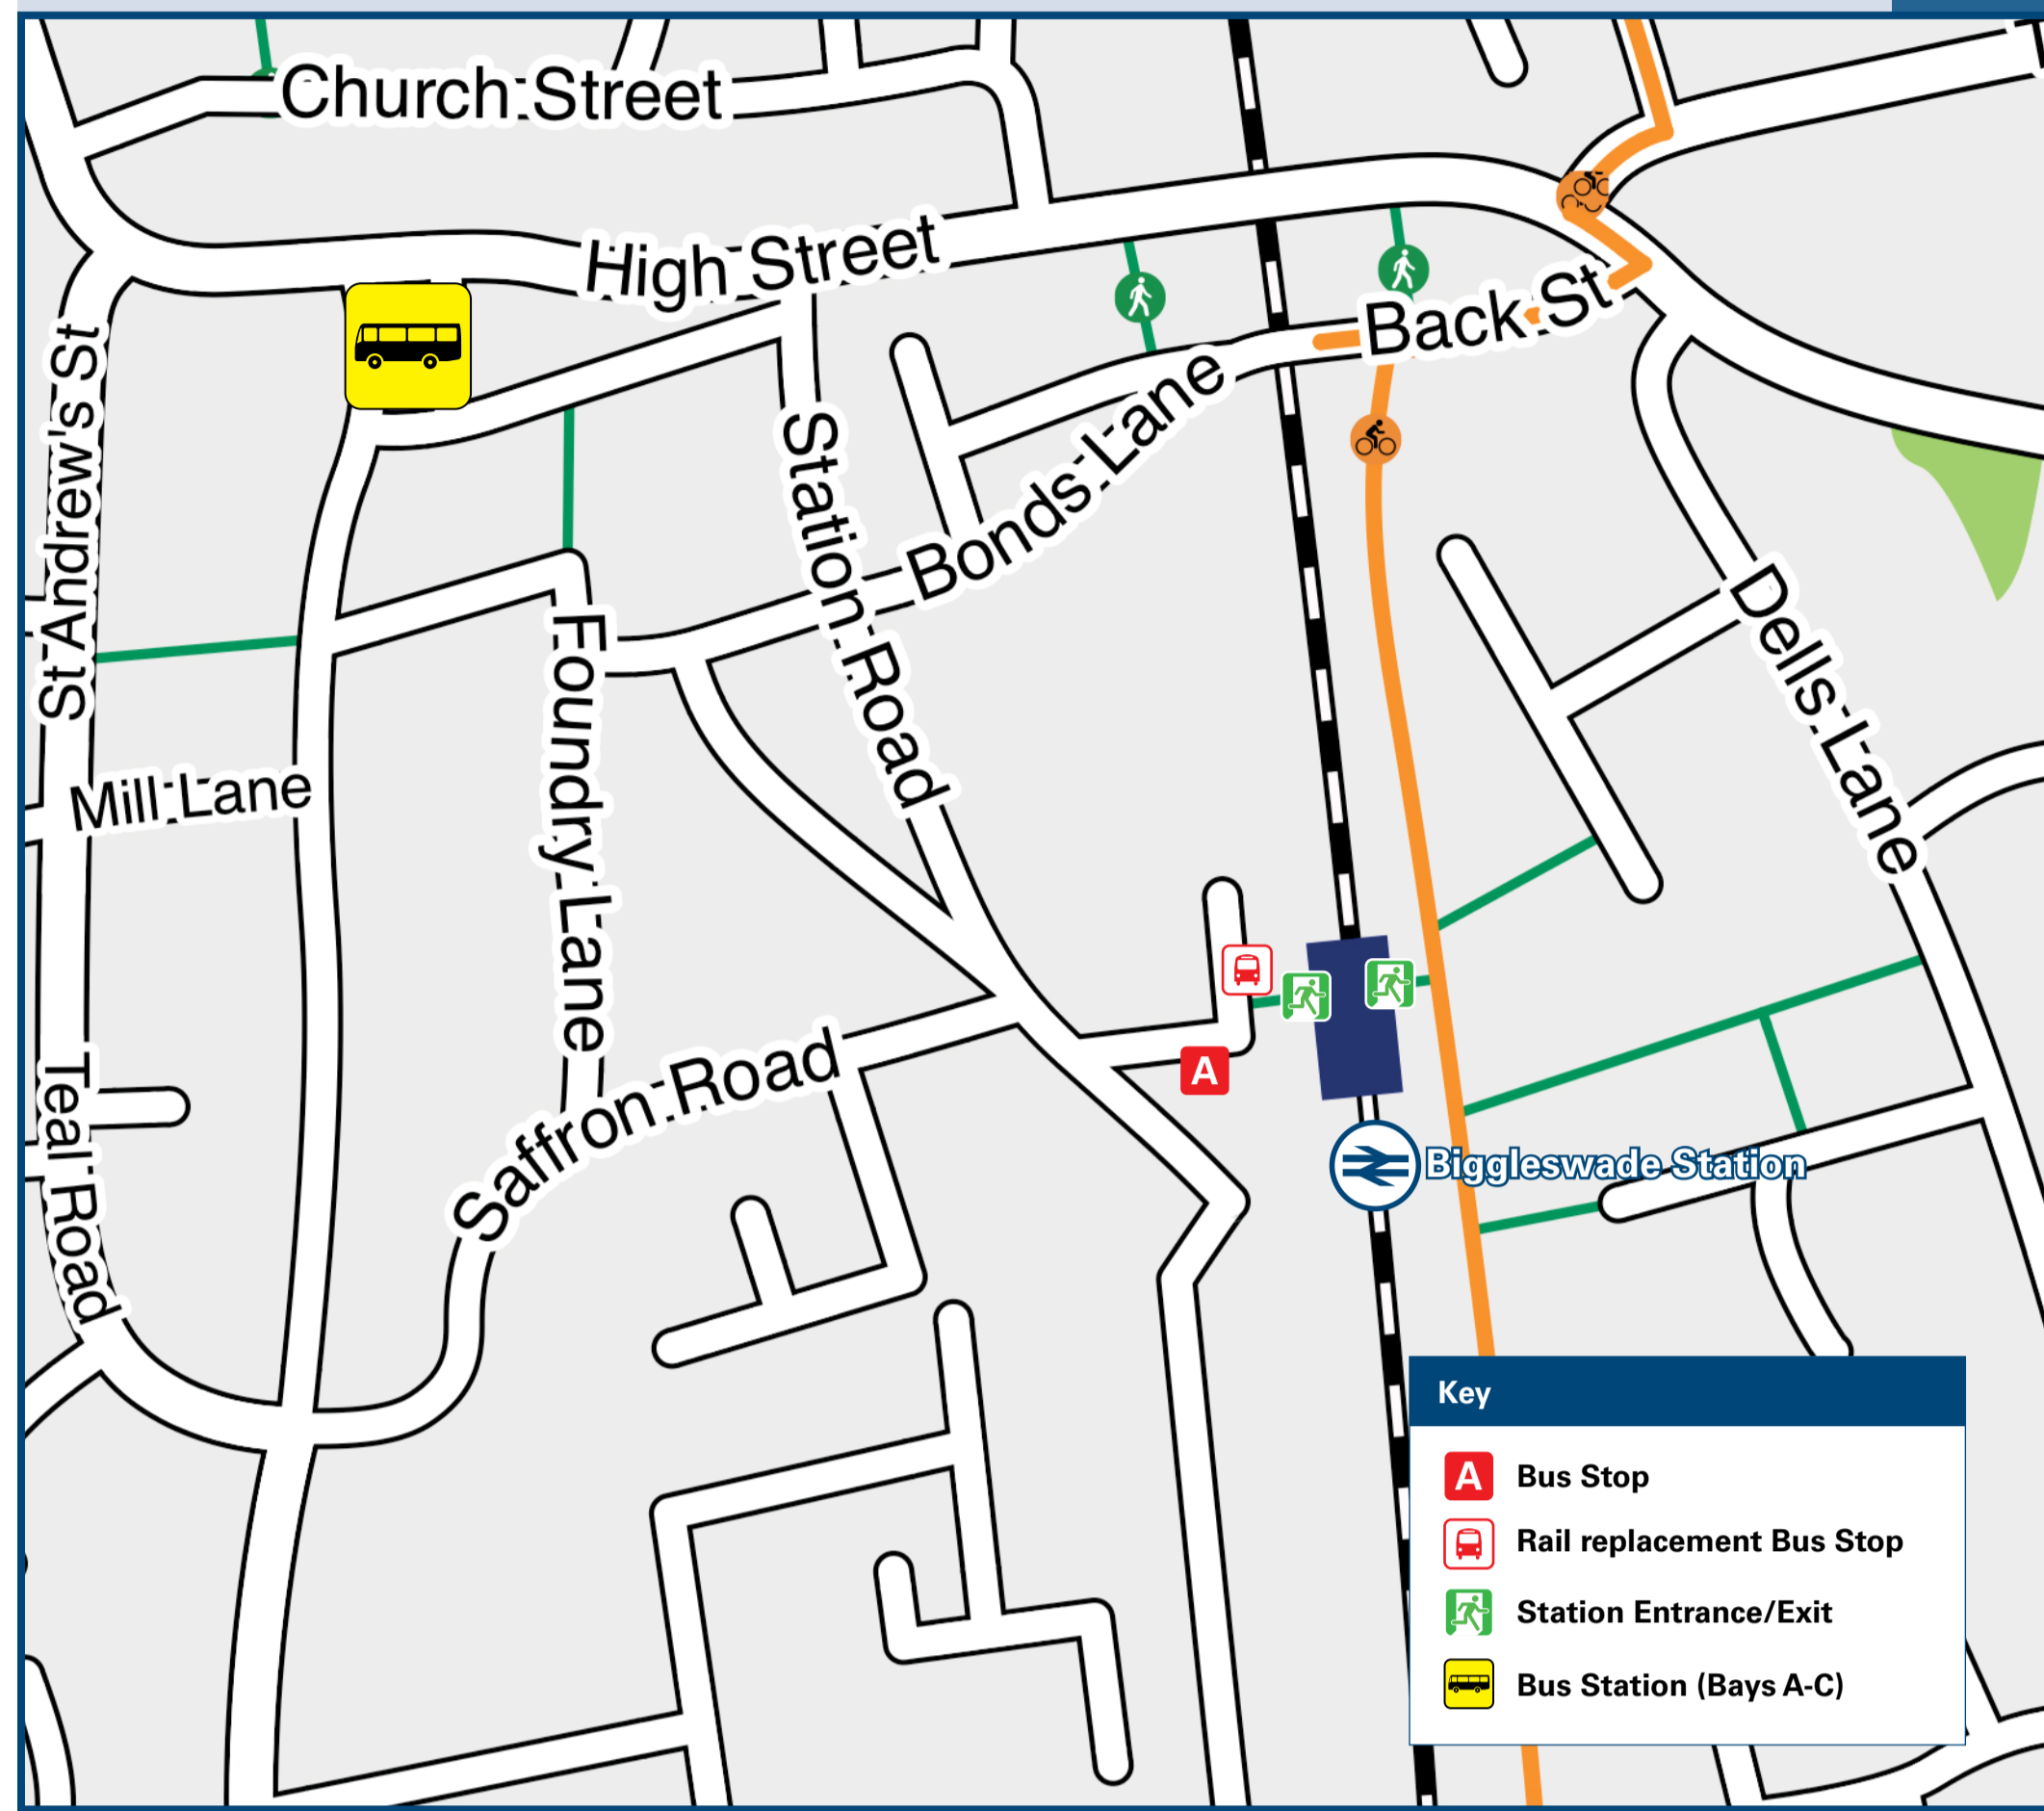 Church Street
High Street
Back St
St Andrew's St
Station Road
Bonds Lane
Foundry Lane
Dells Lane
Mill Lane
A
Saffron Road
Teal Road
Biggleswade Station
Key
A Bus Stop
Rail replacement Bus Stop
Station Entrance/Exit
Bus Station (Bays A-C)